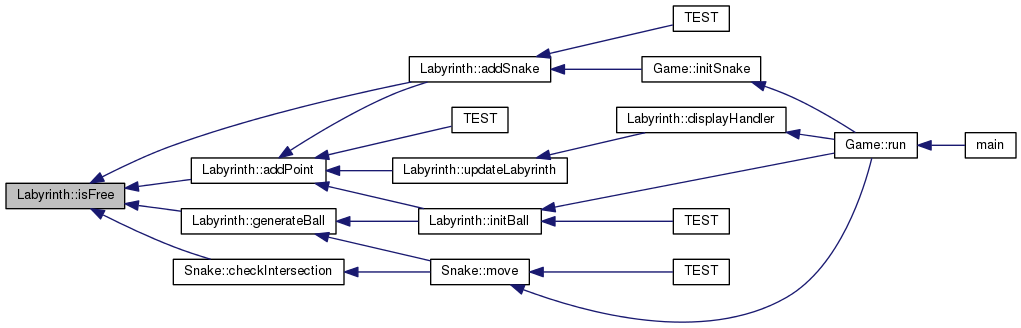 TEST
Labyrinth::addSnake
Game::initSnake
TEST
Labyrinth::displayHandler
Game::run
main
Labyrinth::addPoint
Labyrinth::updateLabyrinth
Labyrinth::isFree
Labyrinth::generateBall
Labyrinth::initBall
TEST
Snake::checkIntersection
Snake::move
TEST